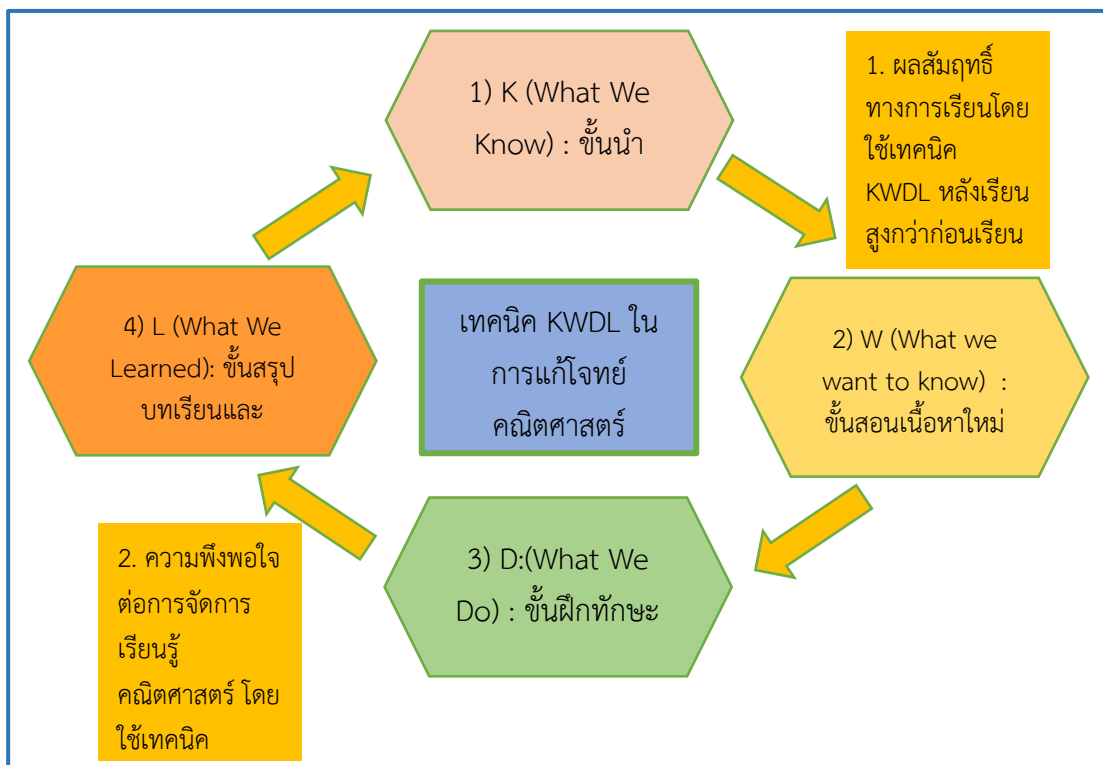 1) K (What We
Know) : ขั้นนำ
1. ผลสัมฤทธิ์
ทางการเรียนโดย
ใช้เทคนิค
KWDL หลังเรียน
สูงกว่าก่อนเรียน
4) L (What We
Learned): ขั้นสรุป
บทเรียนและ
เทคนิค KWDL ใน
การแก้โจทย์
คณิตศาสตร์
2) W (What we
want to know) :
ขั้นสอนเนื้อหาใหม่
3) D:(What We
Do) : ขั้นฝึกทักษะ
2. ความพึงพอใจ
ต่อการจัดการ
เรียนรู้
คณิตศาสตร์ โดย
ใช้เทคนิค